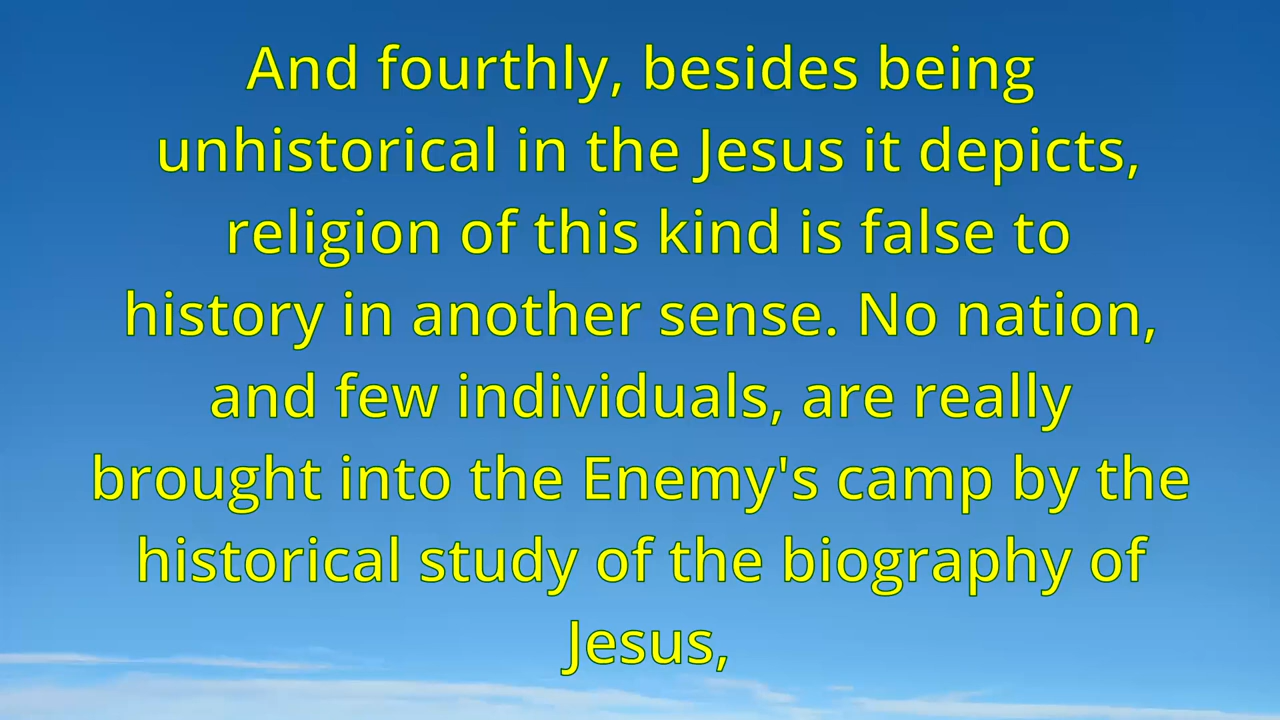 And fourthly, besides being
unhistorical in the Jesus it depicts,
religion of this kind is false to
history in another sense. No nation,
and few individuals, are really
brought into the Enemy's camp by the
historical study of the biography of
Jesus,